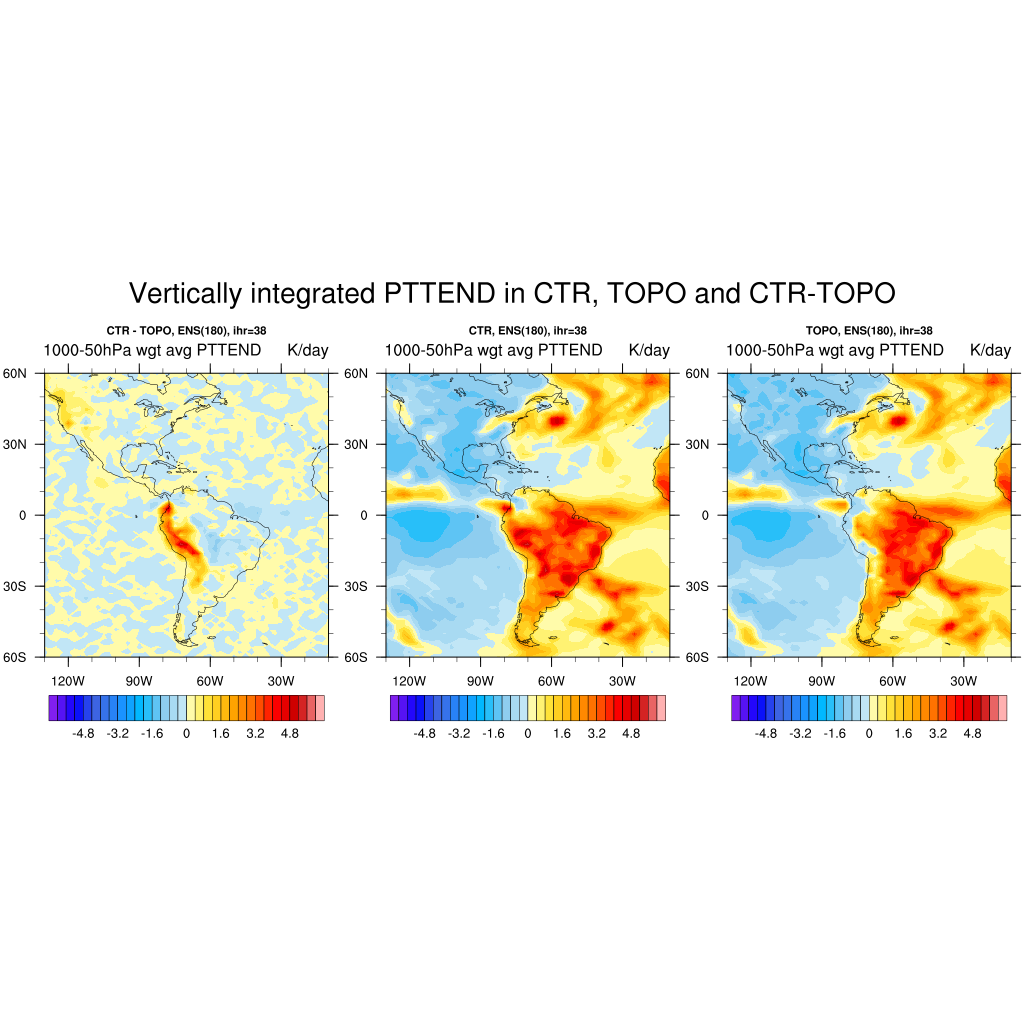 Vertically integrated PTTEND in CTR, TOPO and CTR-TOPO
CTR - TOPO, ENS(180), ihr=38
1000-50hPa wgt avg PTTEND K/day
60N
30N
0
30S
60S
120W 90W 60W 30W
-4.8 -3.2 -1.6 0 1.6 3.2 4.8
CTR, ENS(180), ihr=38
1000-50hPa wgt avg PTTEND K/day
60N
30N
0
30S
60S
120W 90W 60W 30W
-4.8 -3.2 -1.6 0 1.6 3.2 4.8
TOPO, ENS(180), ihr=38
1000-50hPa wgt avg PTTEND K/day
60N
30N
0
30S
60S
120W 90W 60W 30W
-4.8 -3.2 -1.6 0 1.6 3.2 4.8